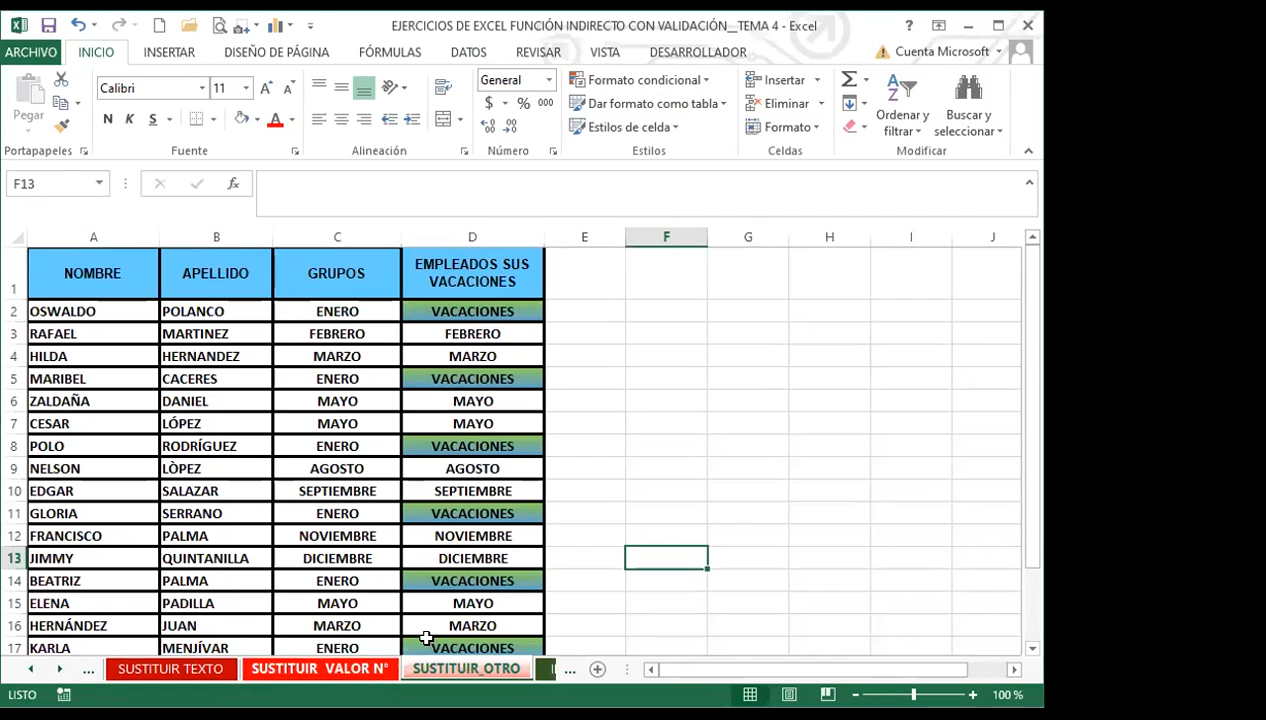 EJERCICIOS DE EXCEL FUNCIÓN INDIRECTO CON VALIDACIÓN__TEMA 4 - Excel
ARCHIVO INICIO INSERTAR DISEÑO DE PÁGINA FÓRMULAS DATOS REVISAR VISTA DESARROLLADOR Cuenta Microsoft
Pegar
Calibri 11
N K S
General
$ % 000
Formato condicional
Dar formato como tabla
Estilos de celda
Insertar
Eliminar
Formato
Ordenar y filtrar
Buscar y seleccionar
Portapapeles Fuente Alineación Número Estilos Celdas Modificar
F13 fx
A B C D E F G H I J
1 NOMBRE APELLIDO GRUPOS EMPLEADOS SUS VACACIONES
2 OSWALDO POLANCO ENERO VACACIONES
3 RAFAEL MARTINEZ FEBRERO FEBRERO
4 HILDA HERNANDEZ MARZO MARZO
5 MARIBEL CACERES ENERO VACACIONES
6 ZALDAÑA DANIEL MAYO MAYO
7 CESAR LÓPEZ MAYO MAYO
8 POLO RODRÍGUEZ ENERO VACACIONES
9 NELSON LÒPEZ AGOSTO AGOSTO
10 EDGAR SALAZAR SEPTIEMBRE SEPTIEMBRE
11 GLORIA SERRANO ENERO VACACIONES
12 FRANCISCO PALMA NOVIEMBRE NOVIEMBRE
13 JIMMY QUINTANILLA DICIEMBRE DICIEMBRE
14 BEATRIZ PALMA ENERO VACACIONES
15 ELENA PADILLA MAYO MAYO
16 HERNÁNDEZ JUAN MARZO MARZO
17 KARLA MENJÍVAR ENERO VACACIONES
... SUSTITUIR TEXTO SUSTITUIR VALOR N° SUSTITUIR_OTRO ...
LISTO 100 %